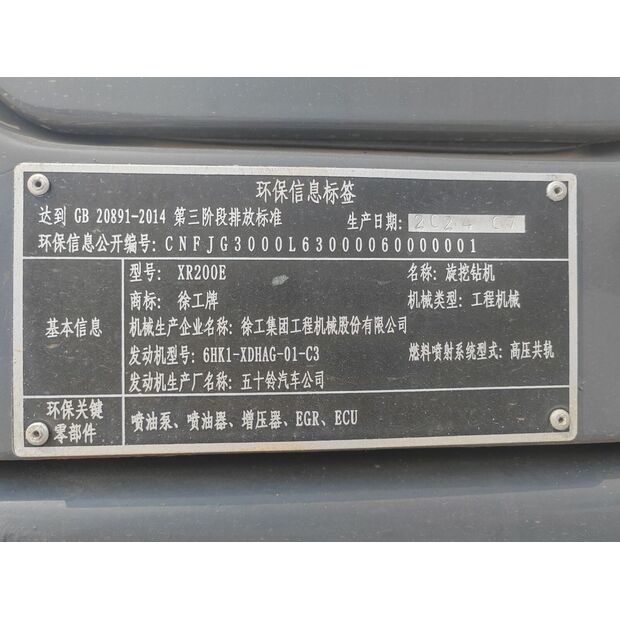 环保信息标签
达到 GB 20891-2014 第三阶段排放标准 生产日期: 2024 07
环保信息公开编号: CNFJG3000L63000060000001
型号: XR200E 名称: 旋挖钻机
商标: 徐工牌 机械类型: 工程机械
基本信息 机械生产企业名称: 徐工集团工程机械股份有限公司
发动机型号: 6HK1-XDHAG-01-C3 燃料喷射系统型式: 高压共轨
发动机生产厂名称: 五十铃汽车公司
环保关键
零部件 喷油泵、喷油器、增压器、EGR、ECU